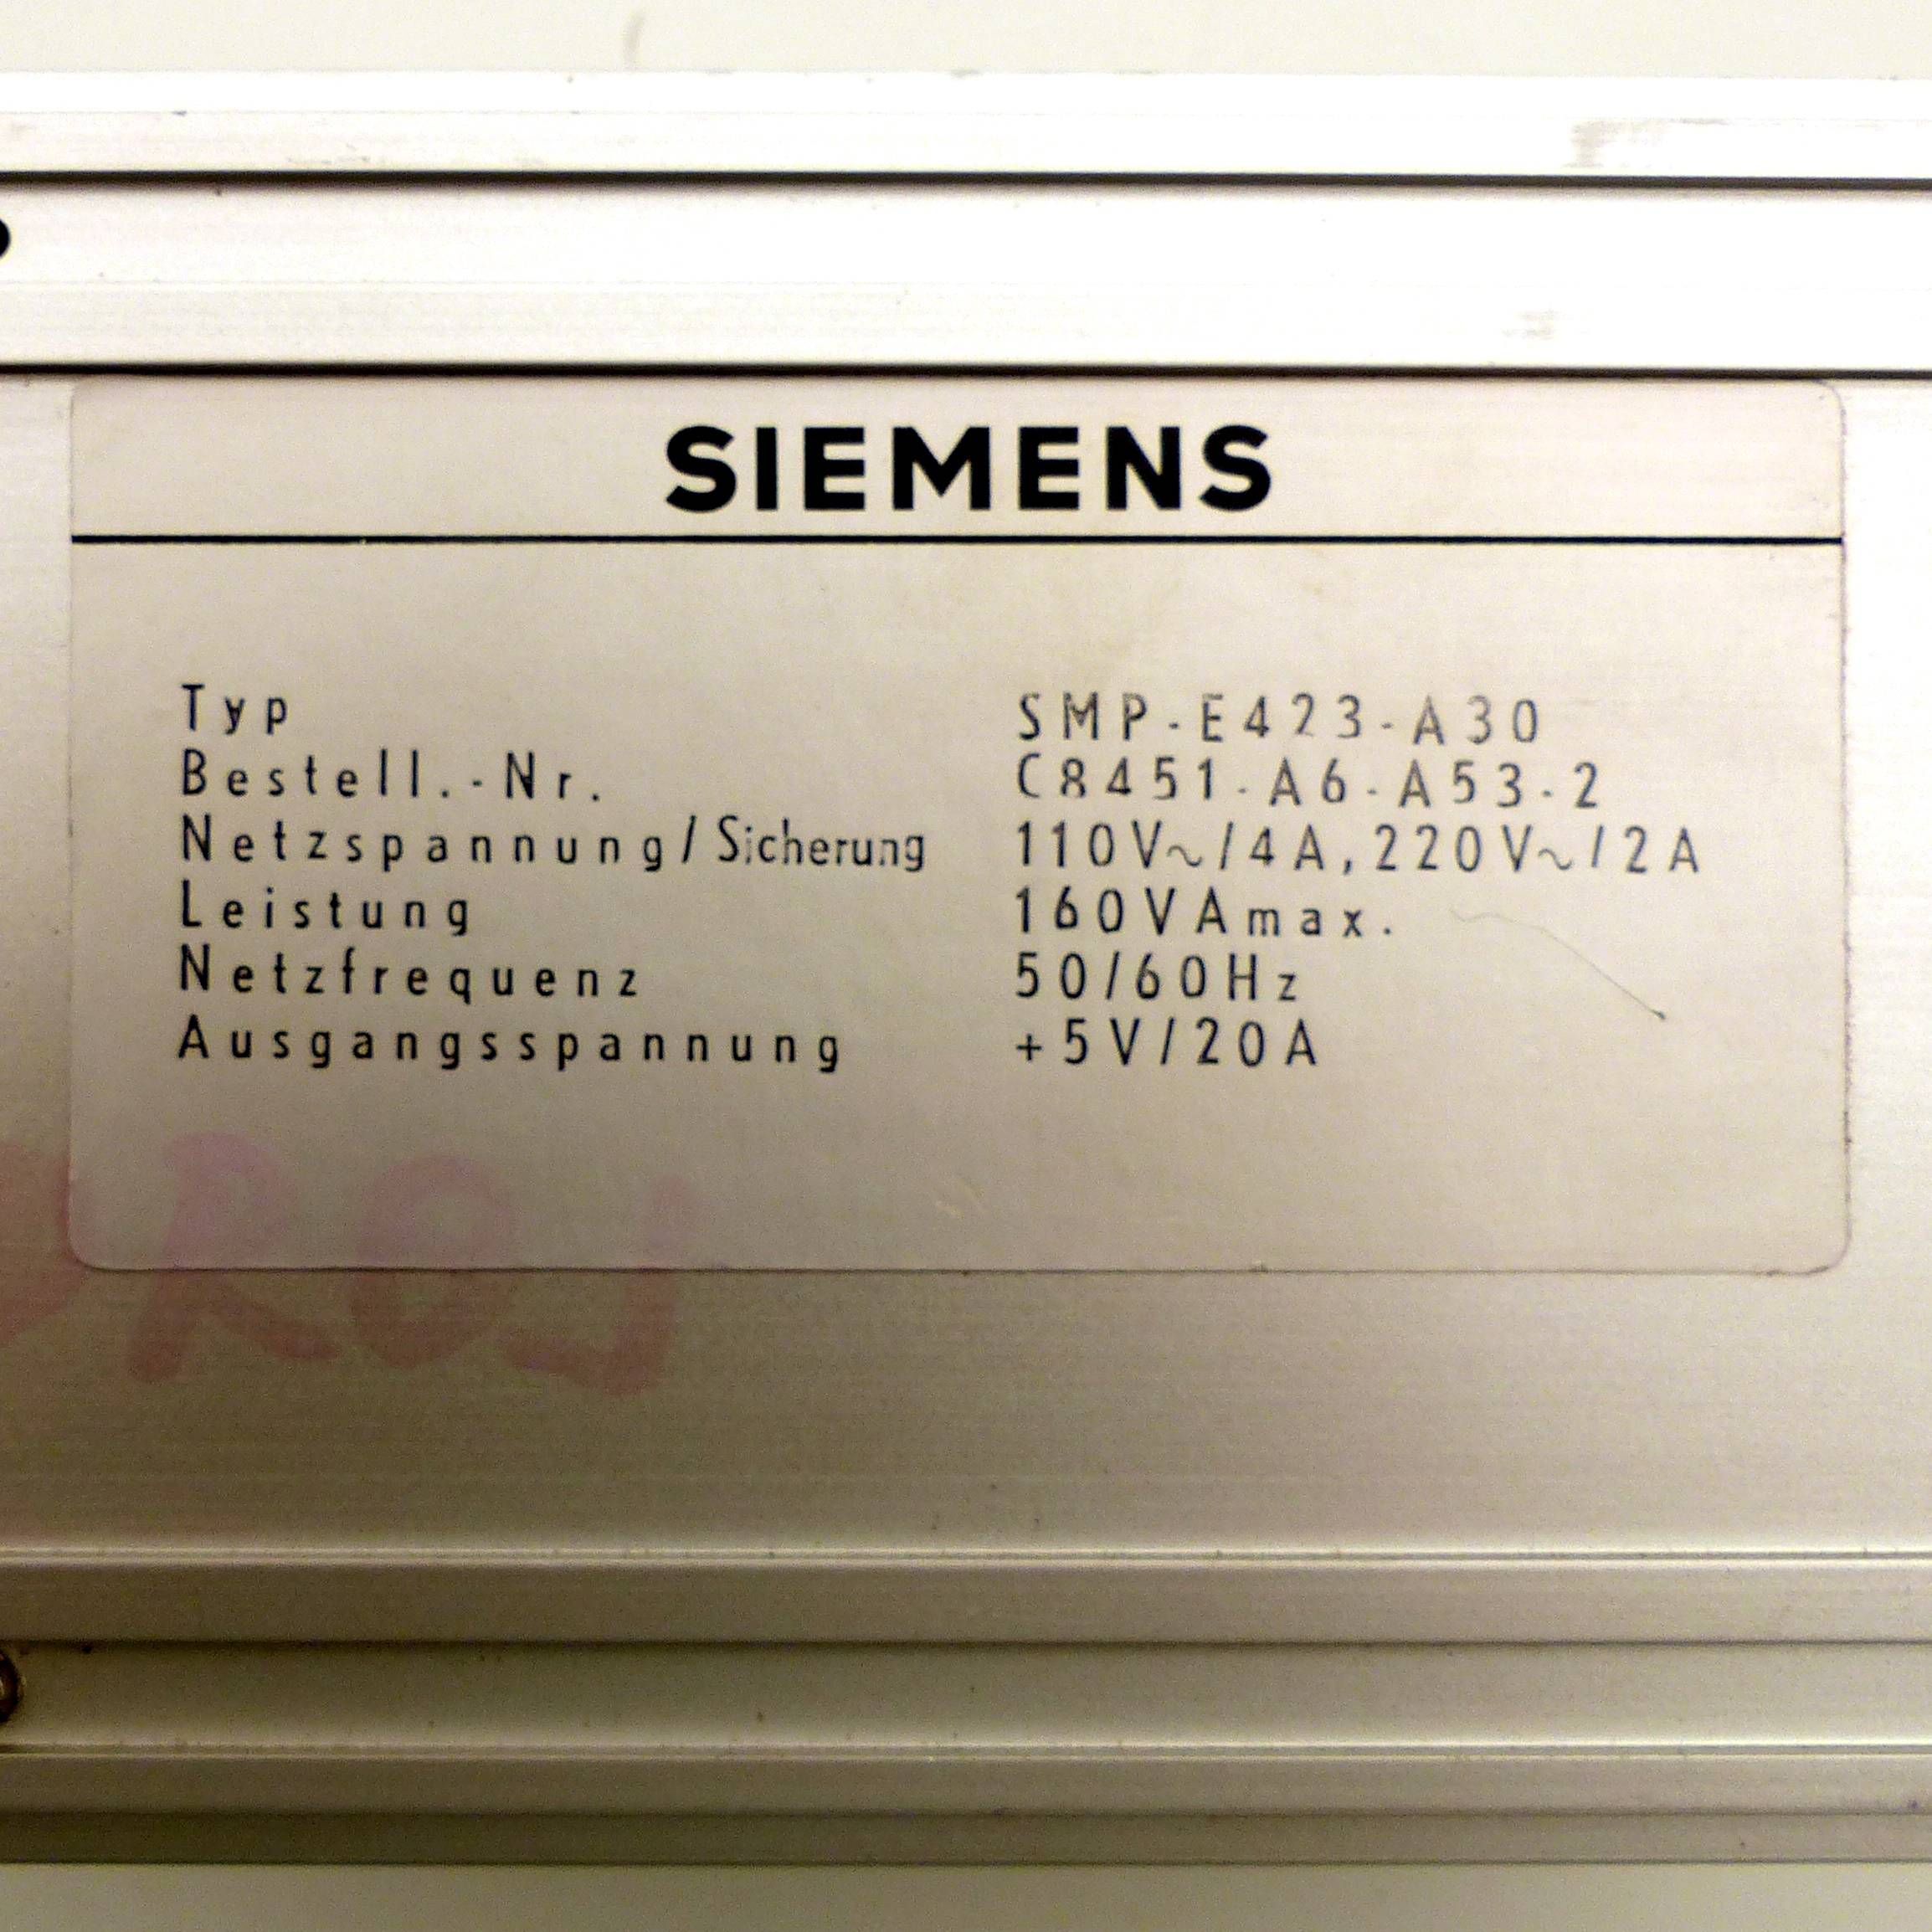 SIEMENS
Typ SMP-E423-A30
Bestell.-Nr. C8451-A6-A53-2
Netzspannung/Sicherung 110V~/4A, 220V~/2A
Leistung 160VAmax.
Netzfrequenz 50/60Hz
Ausgangsspannung +5V/20A